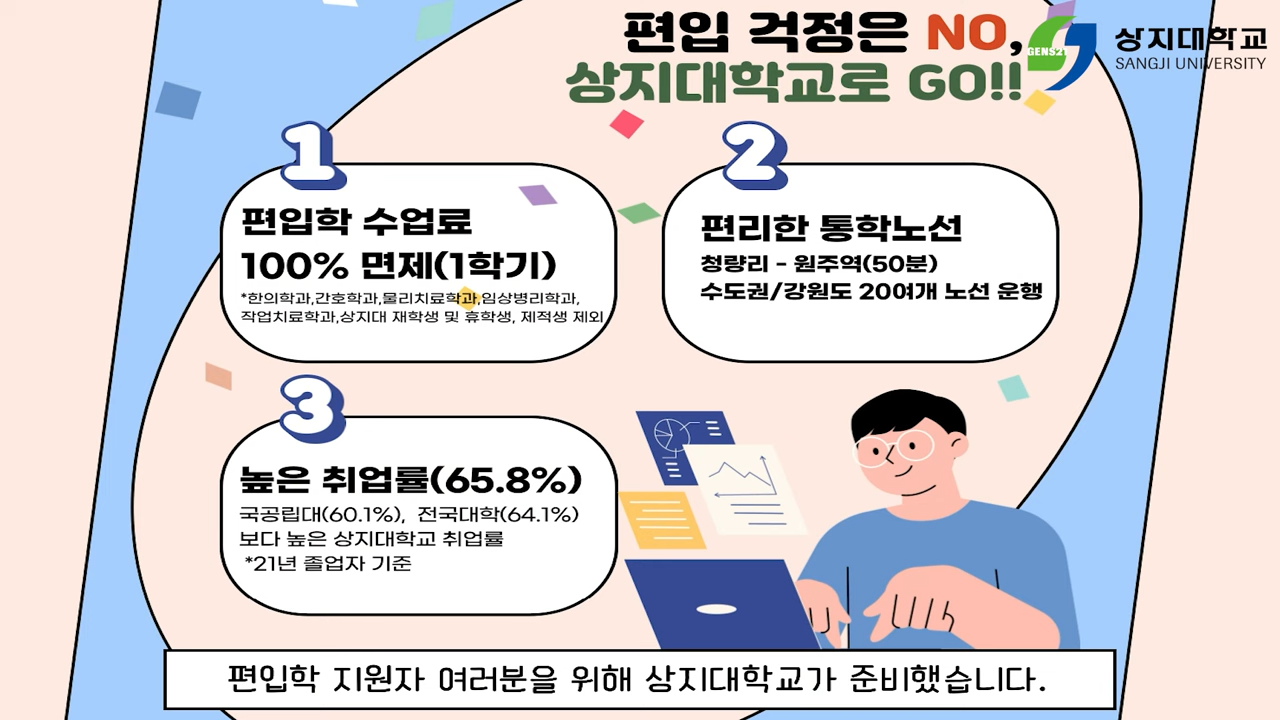 편입 걱정은 NO,
상지대학교로 GO!!
GENS21
상지대학교
SANGJI UNIVERSITY
1
편입학 수업료
100% 면제(1학기)
*한의학과,간호학과,물리치료학과,임상병리학과,
작업치료학과,상지대 재학생 및 휴학생, 제적생 제외
2
편리한 통학노선
청량리 - 원주역(50분)
수도권/강원도 20여개 노선 운행
3
높은 취업률(65.8%)
국공립대(60.1%), 전국대학(64.1%)
보다 높은 상지대학교 취업률
*21년 졸업자 기준
편입학 지원자 여러분을 위해 상지대학교가 준비했습니다.